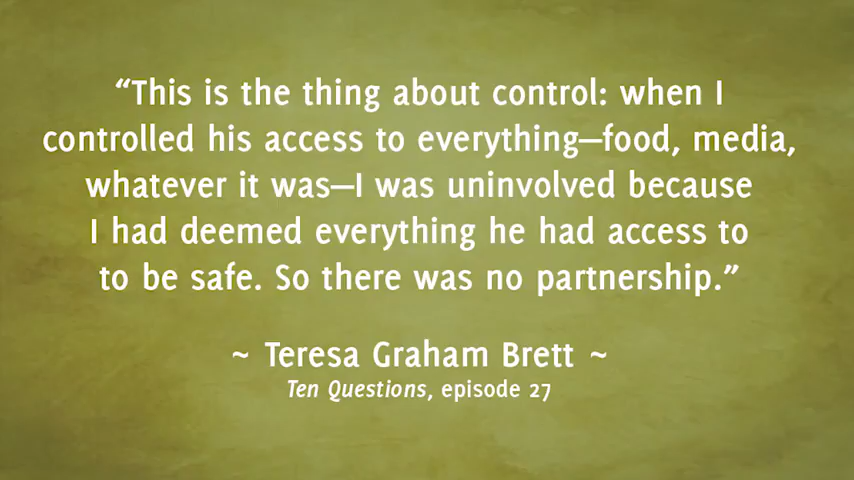 “This is the thing about control: when I
controlled his access to everything—food, media,
whatever it was—I was uninvolved because
I had deemed everything he had access to
to be safe. So there was no partnership.”
~ Teresa Graham Brett ~
Ten Questions, episode 27